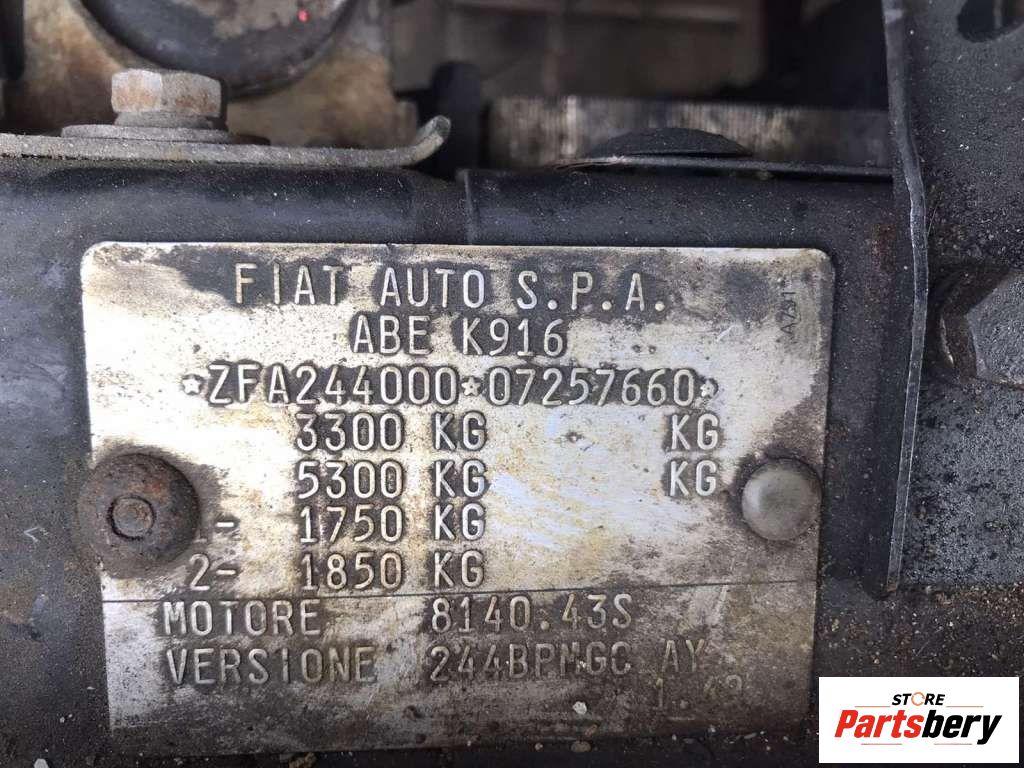 FIAT AUTO S.P.A.
ABE K916
*ZFA244000*07257660*
3300 KG KG
5300 KG KG
1- 1750 KG
2- 1850 KG
MOTORE 8140.43S
VERSIONE 244BPMGC AY
STORE
Partsbery